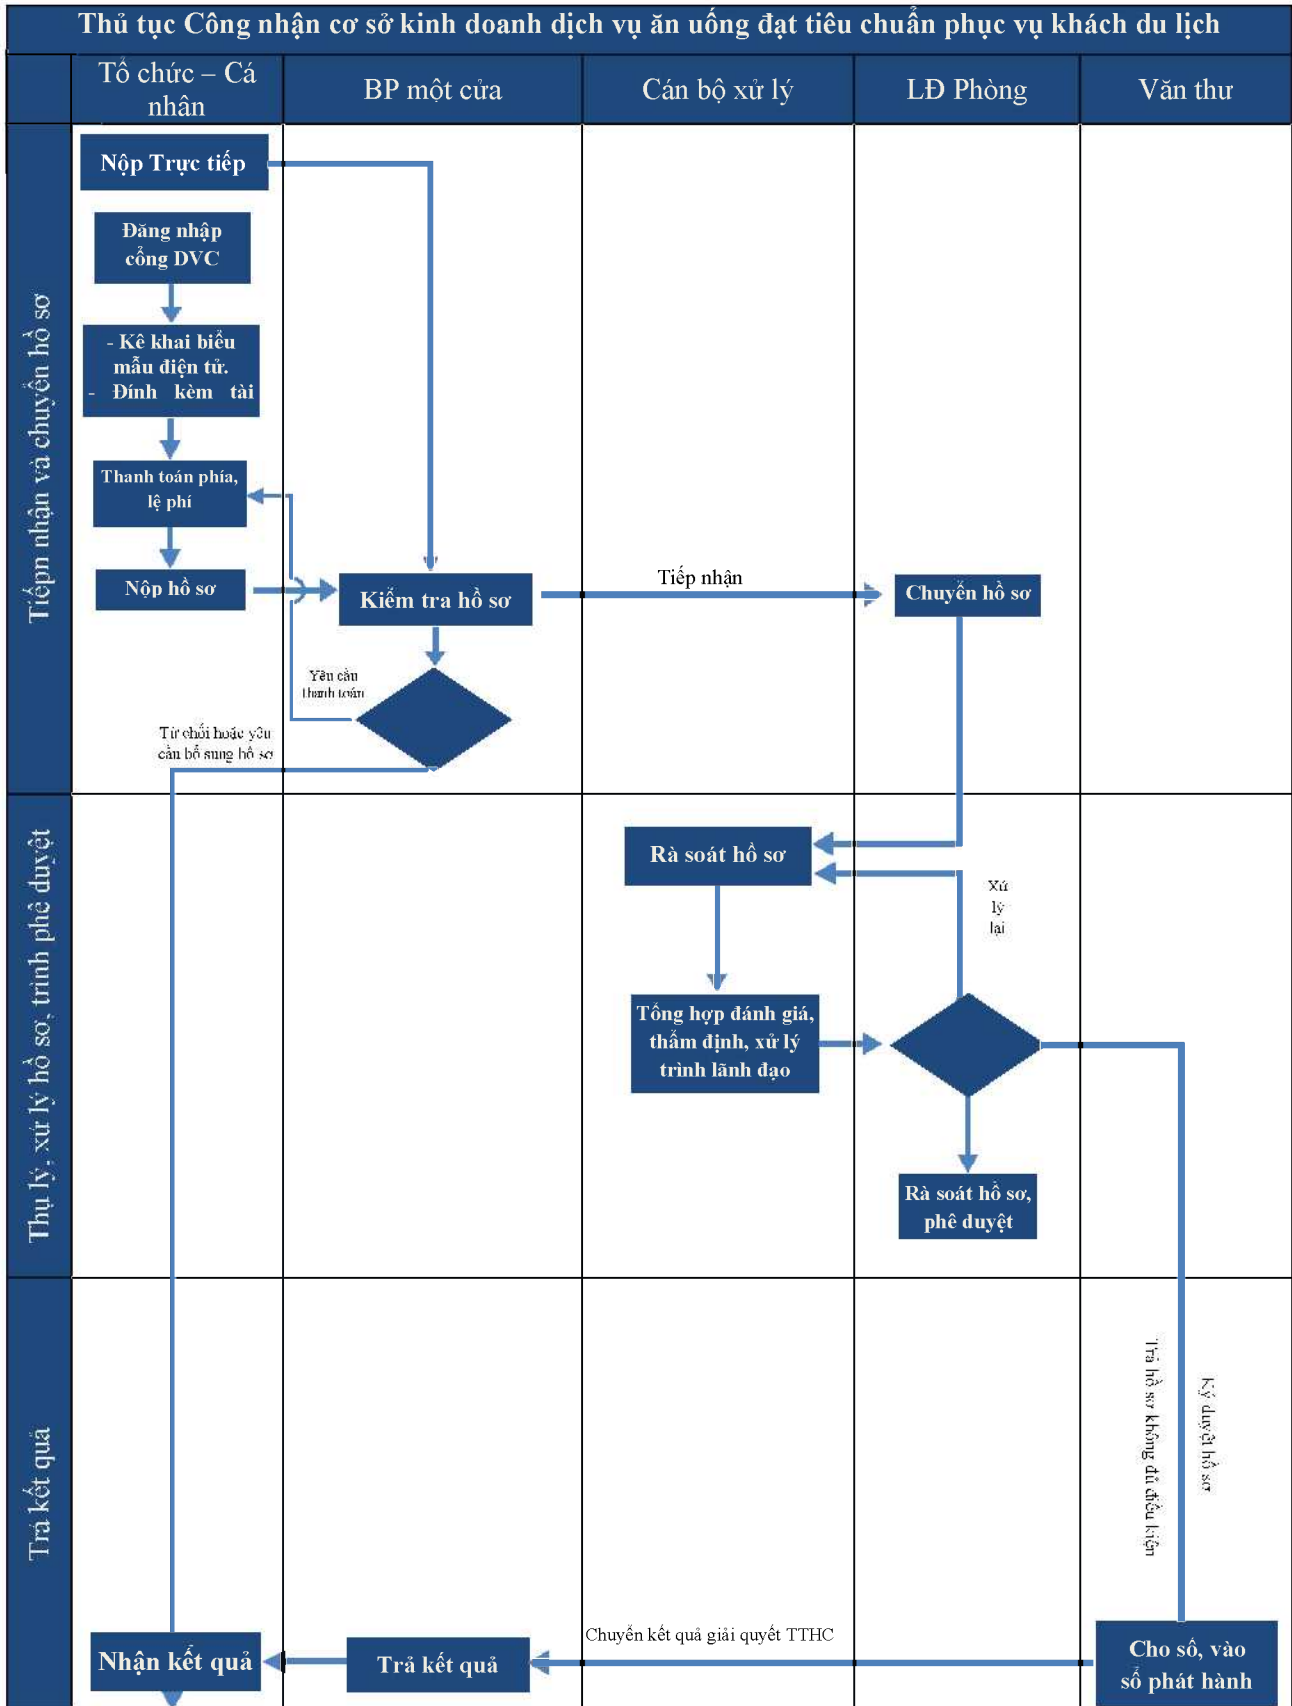 Thủ tục Công nhận cơ sở kinh doanh dịch vụ ăn uống đạt tiêu chuẩn phục vụ khách du lịch
Tổ chức – Cá
nhân
BP một cửa
Cán bộ xử lý
LĐ Phòng
Văn thư
Tiếpn nhận và chuyển hồ sơ
Nộp Trực tiếp
Đăng nhập
cổng DVC
- Kê khai biểu
mẫu điện tử.
- Đính kèm tài
Thanh toán phía,
lệ phí
Nộp hồ sơ
Kiểm tra hồ sơ
Tiếp nhận
Chuyển hồ sơ
Yêu cầu
thanh toán
Từ chối hoặc yêu
cầu bổ sung hồ sơ
Thụ lý, xử lý hồ sơ, trình phê duyệt
Rà soát hồ sơ
Xử
lý
lại
Tổng hợp đánh giá,
thẩm định, xử lý
trình lãnh đạo
Rà soát hồ sơ,
phê duyệt
Trả kết quả
Trả hồ sơ không đủ điều kiện
Ký duyệt hồ sơ
Nhận kết quả
Trả kết quả
Chuyển kết quả giải quyết TTHC
Cho số, vào
sổ phát hành